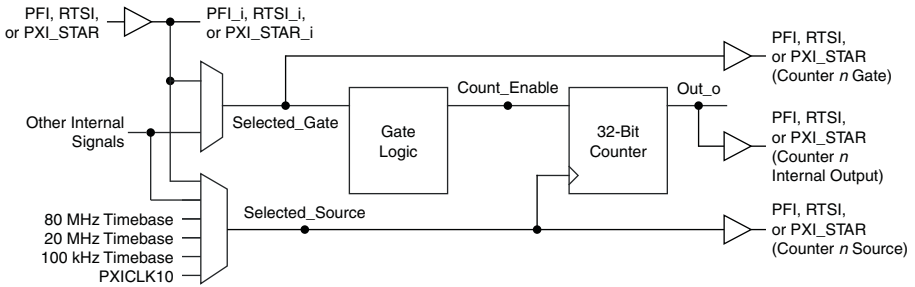 PFI, RTSI,
or PXI_STAR
PFI_i, RTSI_i,
or PXI_STAR_i
PFI, RTSI,
or PXI_STAR
(Counter n Gate)
Count_Enable
Out_o
Other Internal
Signals
Selected_Gate
Gate
Logic
32-Bit
Counter
PFI, RTSI,
or PXI_STAR
(Counter n
Internal Output)
Selected_Source
80 MHz Timebase
20 MHz Timebase
100 kHz Timebase
PXICLK10
PFI, RTSI,
or PXI_STAR
(Counter n Source)